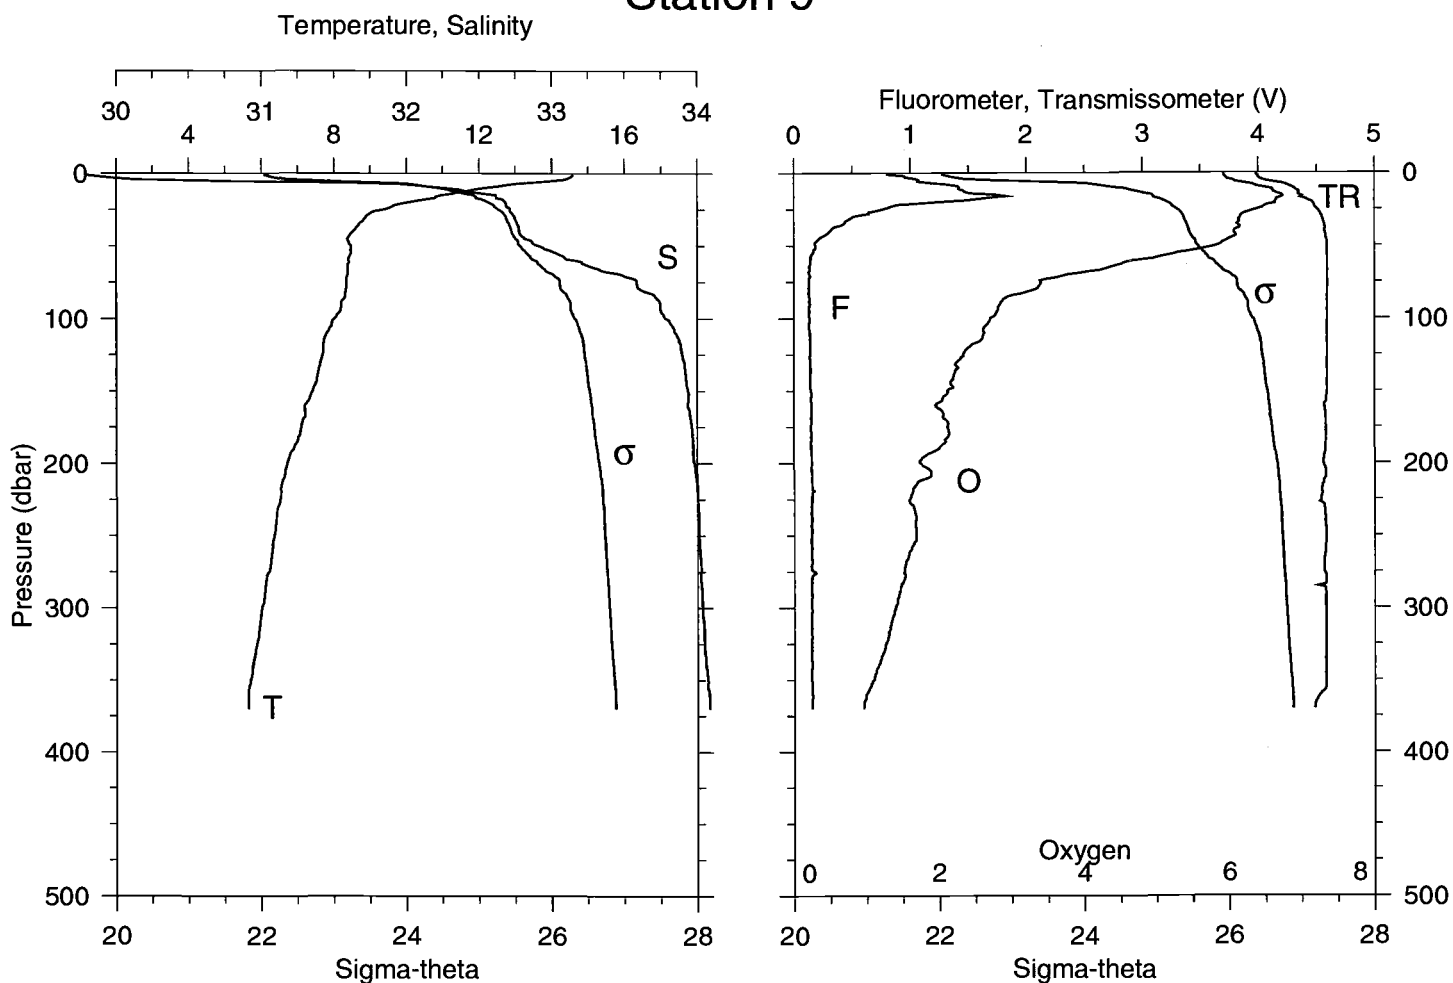 Station 9
Temperature, Salinity
30 31 32 33 34
4 8 12 16
Fluorometer, Transmissometer (V)
0 1 2 3 4 5
0
100
200
300
400
500
Pressure (dbar)
S
σ
T
20 22 24 26 28
Sigma-theta
TR
F
σ
O
0
100
200
300
400
500
Oxygen
0 2 4 6 8
20 22 24 26 28
Sigma-theta